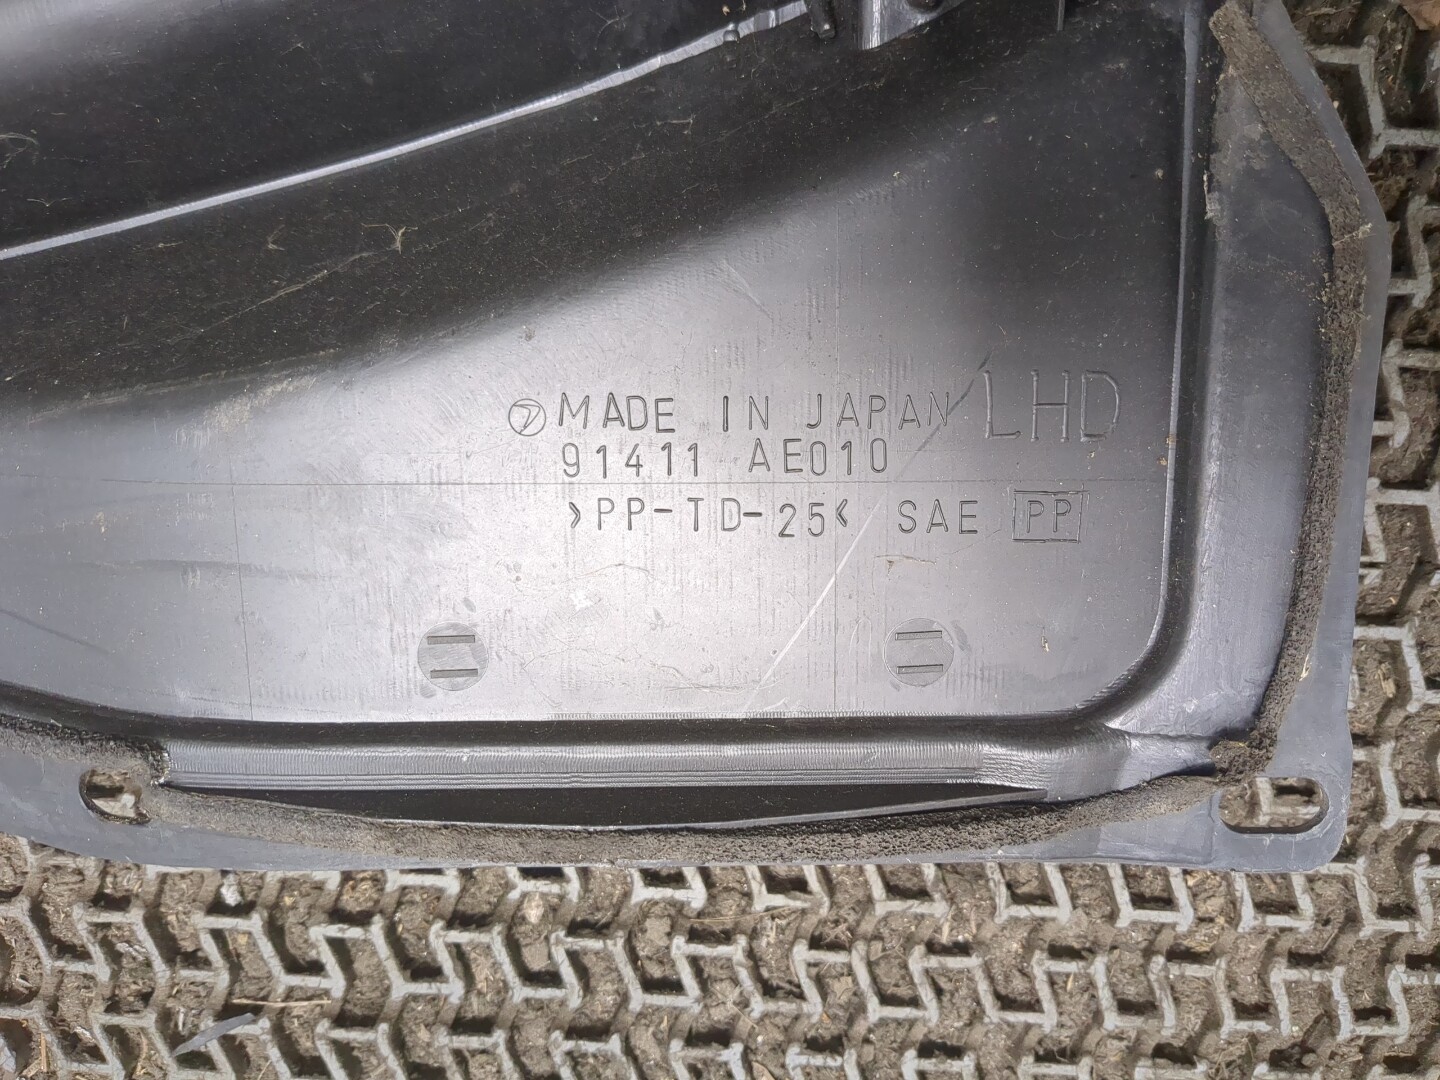 MADE IN JAPAN LHD
91411 AE010
>PP-TD-25< SAE PP